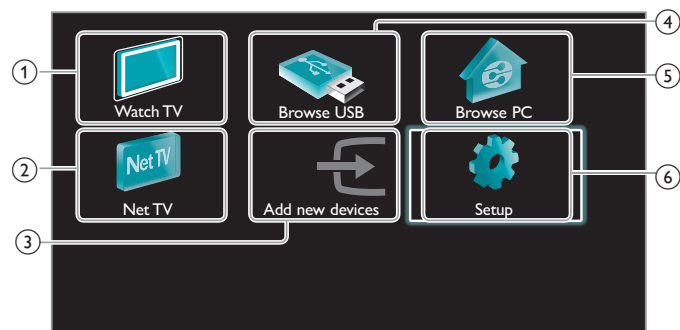 4
1
5
Watch TV
Browse USB
Browse PC
Net TV
2
6
Net TV
Add new devices
Setup
3